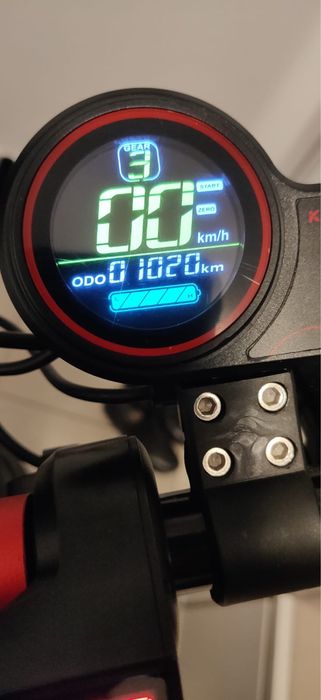 GEAR
3
START
00
ZERO
km/h
ODO 01020 km
L H
K